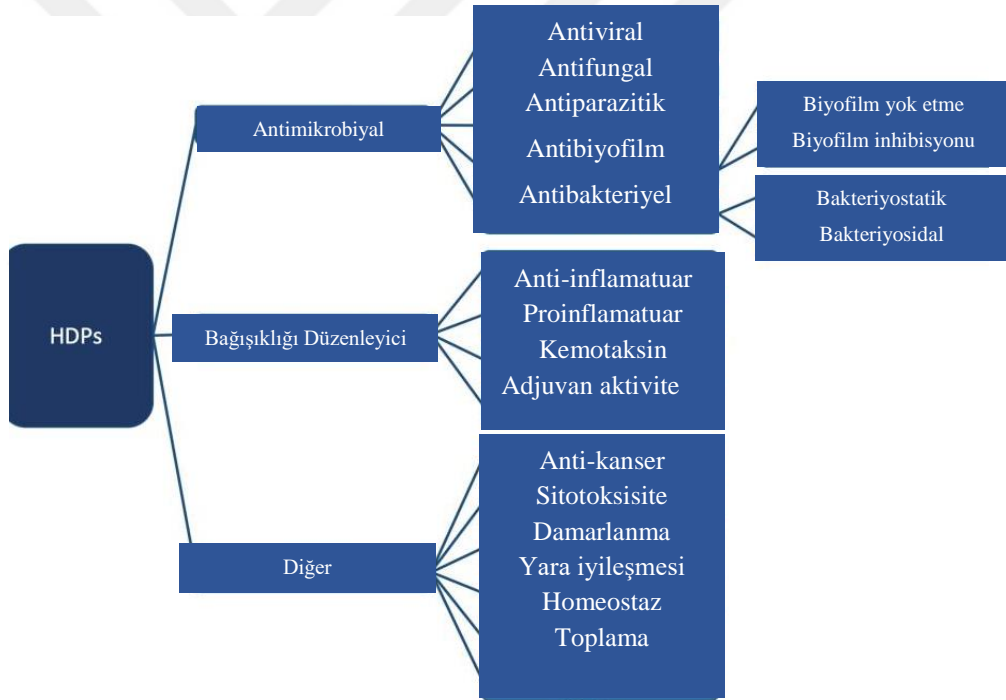 HDPs
Antimikrobiyal
Antiviral
Antifungal
Antiparazitik
Antibiyofilm
Antibakteriyel
Biyofilm yok etme
Biyofilm inhibisyonu
Bakteriyostatik
Bakteriyosidal
Bağışıklığı Düzenleyici
Anti-inflamatuar
Proinflamatuar
Kemotaksin
Adjuvan aktivite
Diğer
Anti-kanser
Sitotoksisite
Damarlanma
Yara iyileşmesi
Homeostaz
Toplama